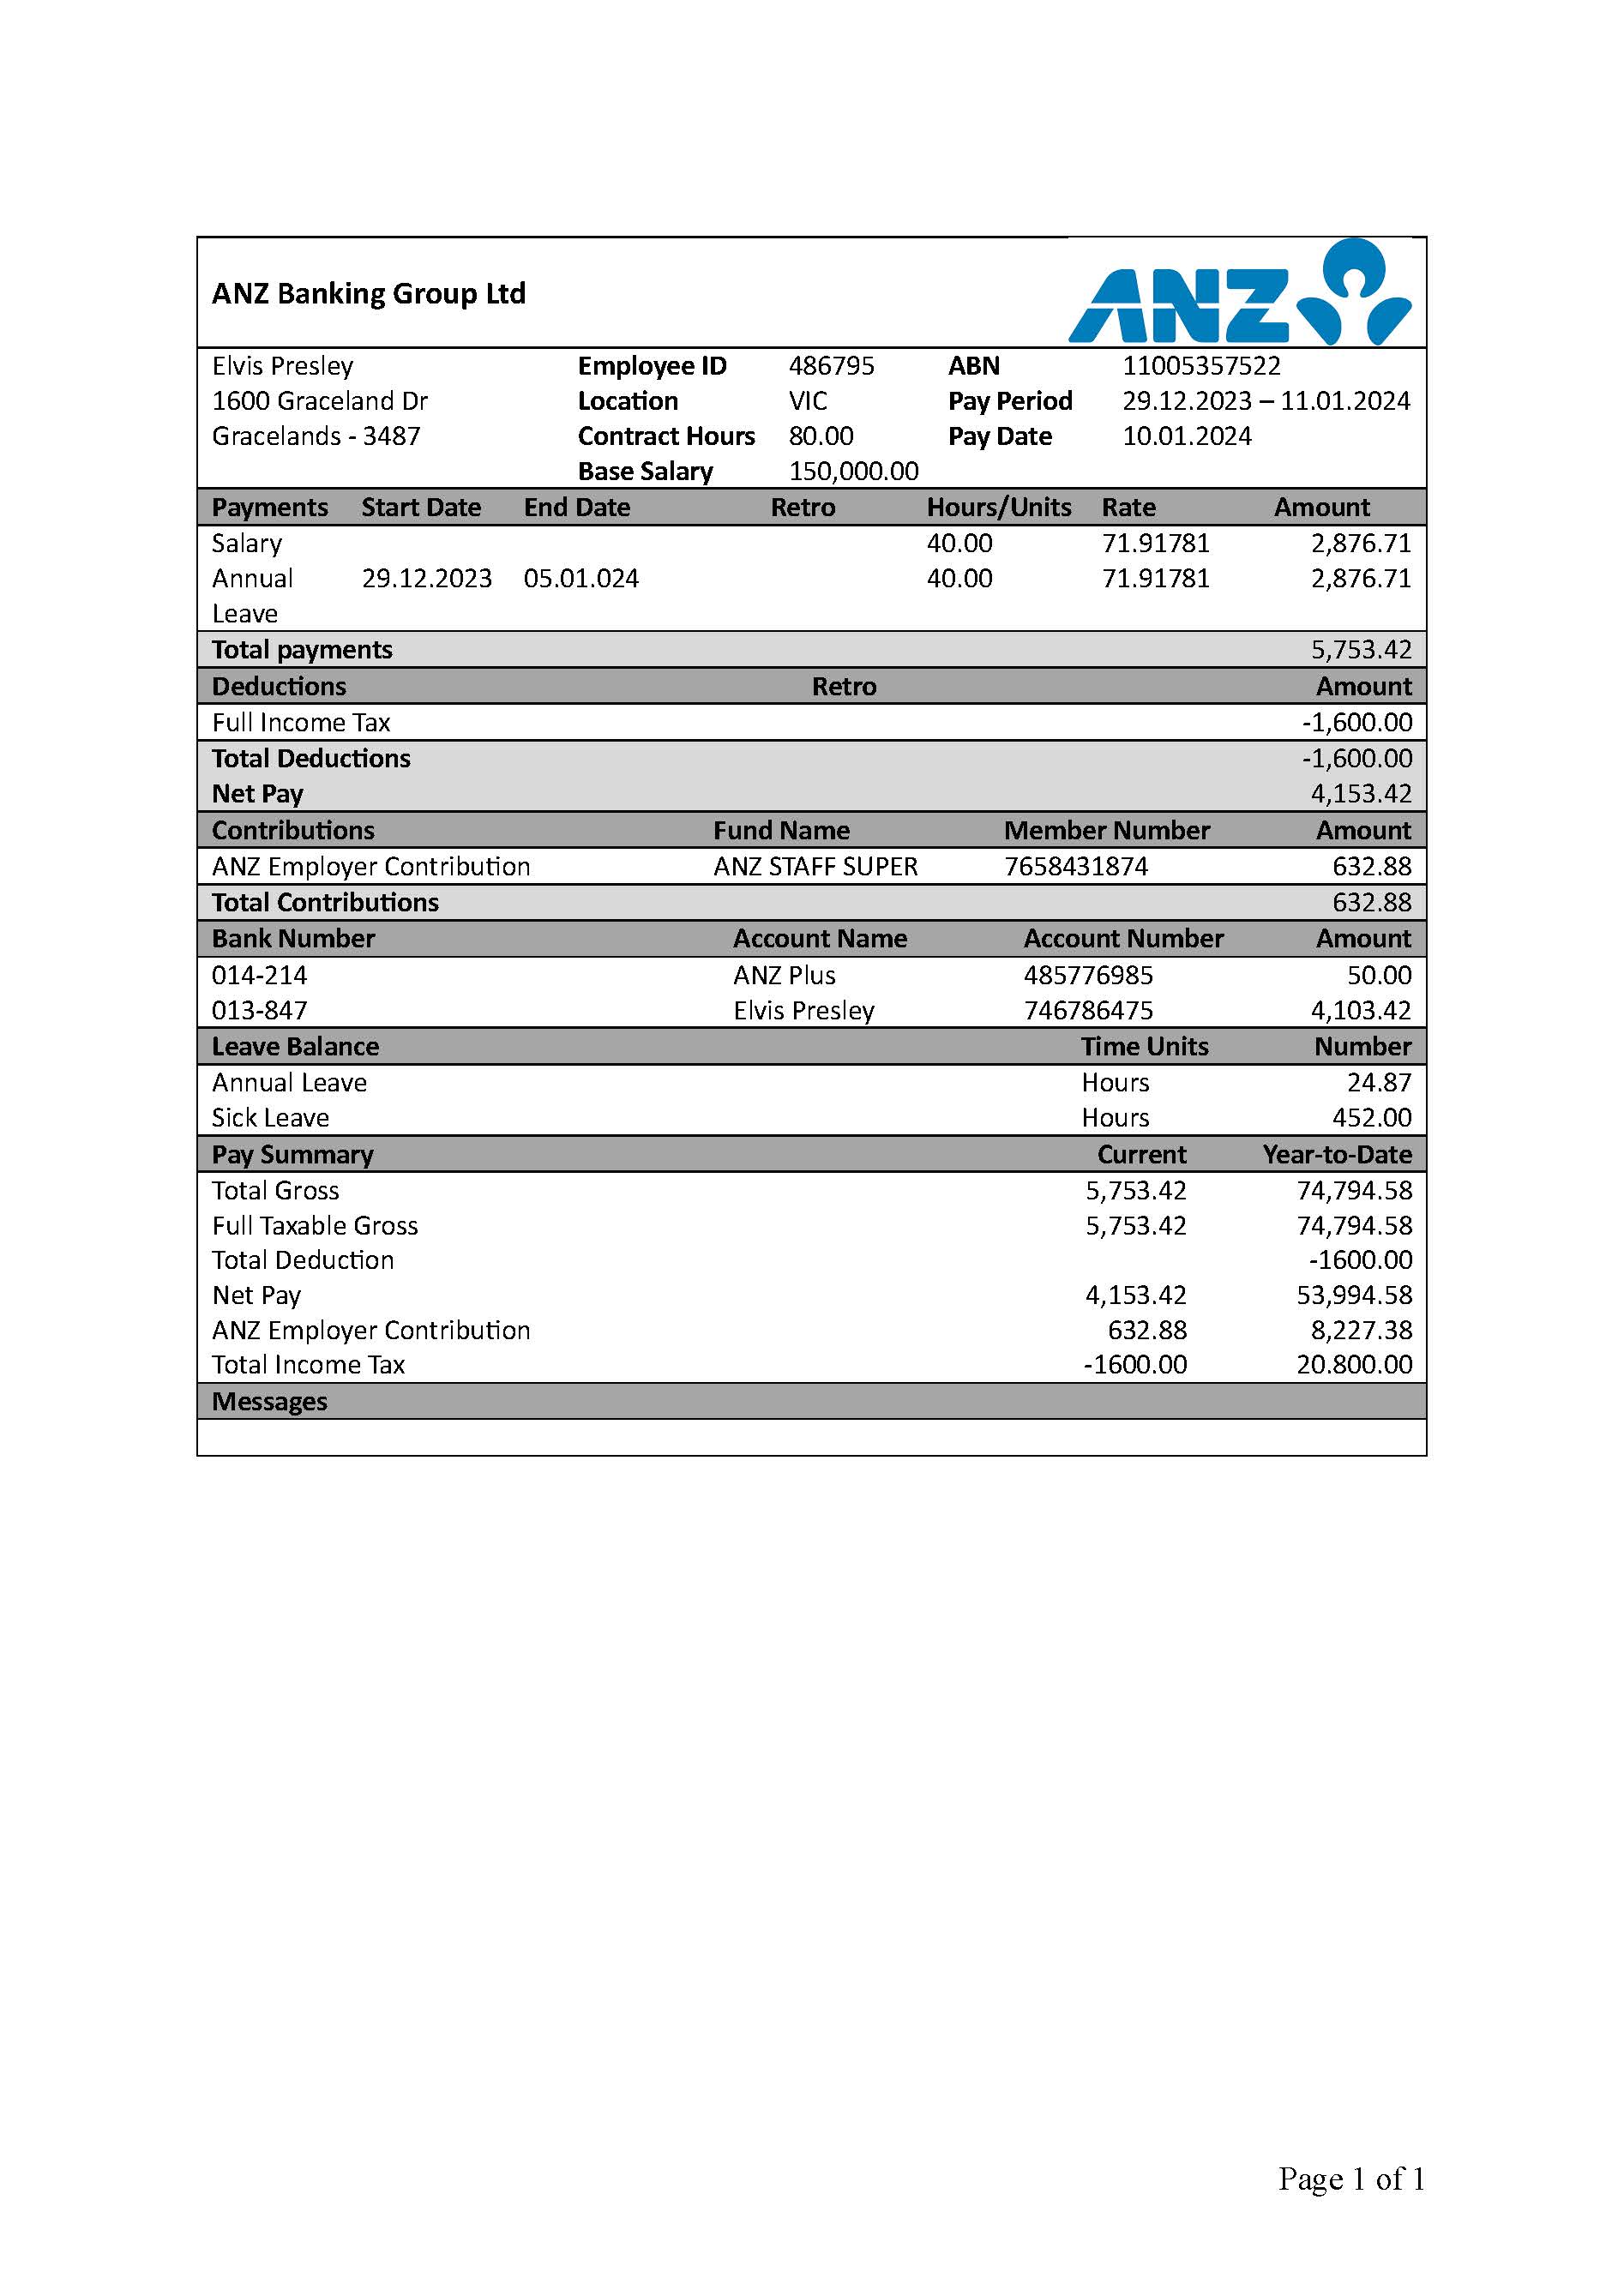 ANZ Banking Group Ltd
ANZ
Elvis Presley Employee ID 486795 ABN 11005357522
1600 Graceland Dr Location VIC Pay Period 29.12.2023 – 11.01.2024
Gracelands - 3487 Contract Hours 80.00 Pay Date 10.01.2024
Base Salary 150,000.00
Payments Start Date End Date Retro Hours/Units Rate Amount
Salary 40.00 71.91781 2,876.71
Annual 29.12.2023 05.01.024 40.00 71.91781 2,876.71
Leave
Total payments 5,753.42
Deductions Retro Amount
Full Income Tax -1,600.00
Total Deductions -1,600.00
Net Pay 4,153.42
Contributions Fund Name Member Number Amount
ANZ Employer Contribution ANZ STAFF SUPER 7658431874 632.88
Total Contributions 632.88
Bank Number Account Name Account Number Amount
014-214 ANZ Plus 485776985 50.00
013-847 Elvis Presley 746786475 4,103.42
Leave Balance Time Units Number
Annual Leave Hours 24.87
Sick Leave Hours 452.00
Pay Summary Current Year-to-Date
Total Gross 5,753.42 74,794.58
Full Taxable Gross 5,753.42 74,794.58
Total Deduction -1600.00
Net Pay 4,153.42 53,994.58
ANZ Employer Contribution 632.88 8,227.38
Total Income Tax -1600.00 20.800.00
Messages
Page 1 of 1